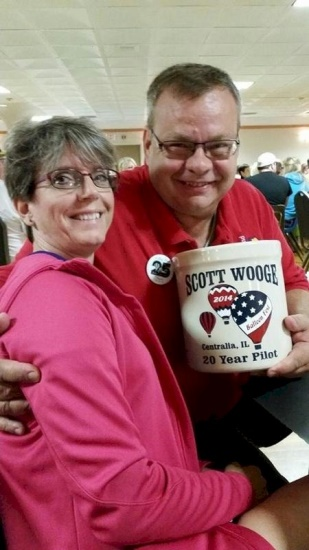 SCOTT WOOGE
2014
Balloon Fest
Centralia, IL
20 Year Pilot
25